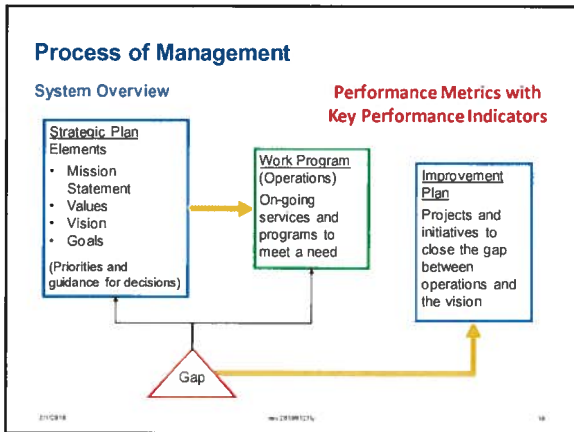 Process of Management
System Overview
Performance Metrics with
Key Performance Indicators
Strategic Plan
Elements
• Mission
Statement
• Values
• Vision
• Goals
(Priorities and
guidance for decisions)
Work Program
(Operations)
On-going
services and
programs to
meet a need
Improvement
Plan
Projects and
initiatives to
close the gap
between
operations and
the vision
Gap